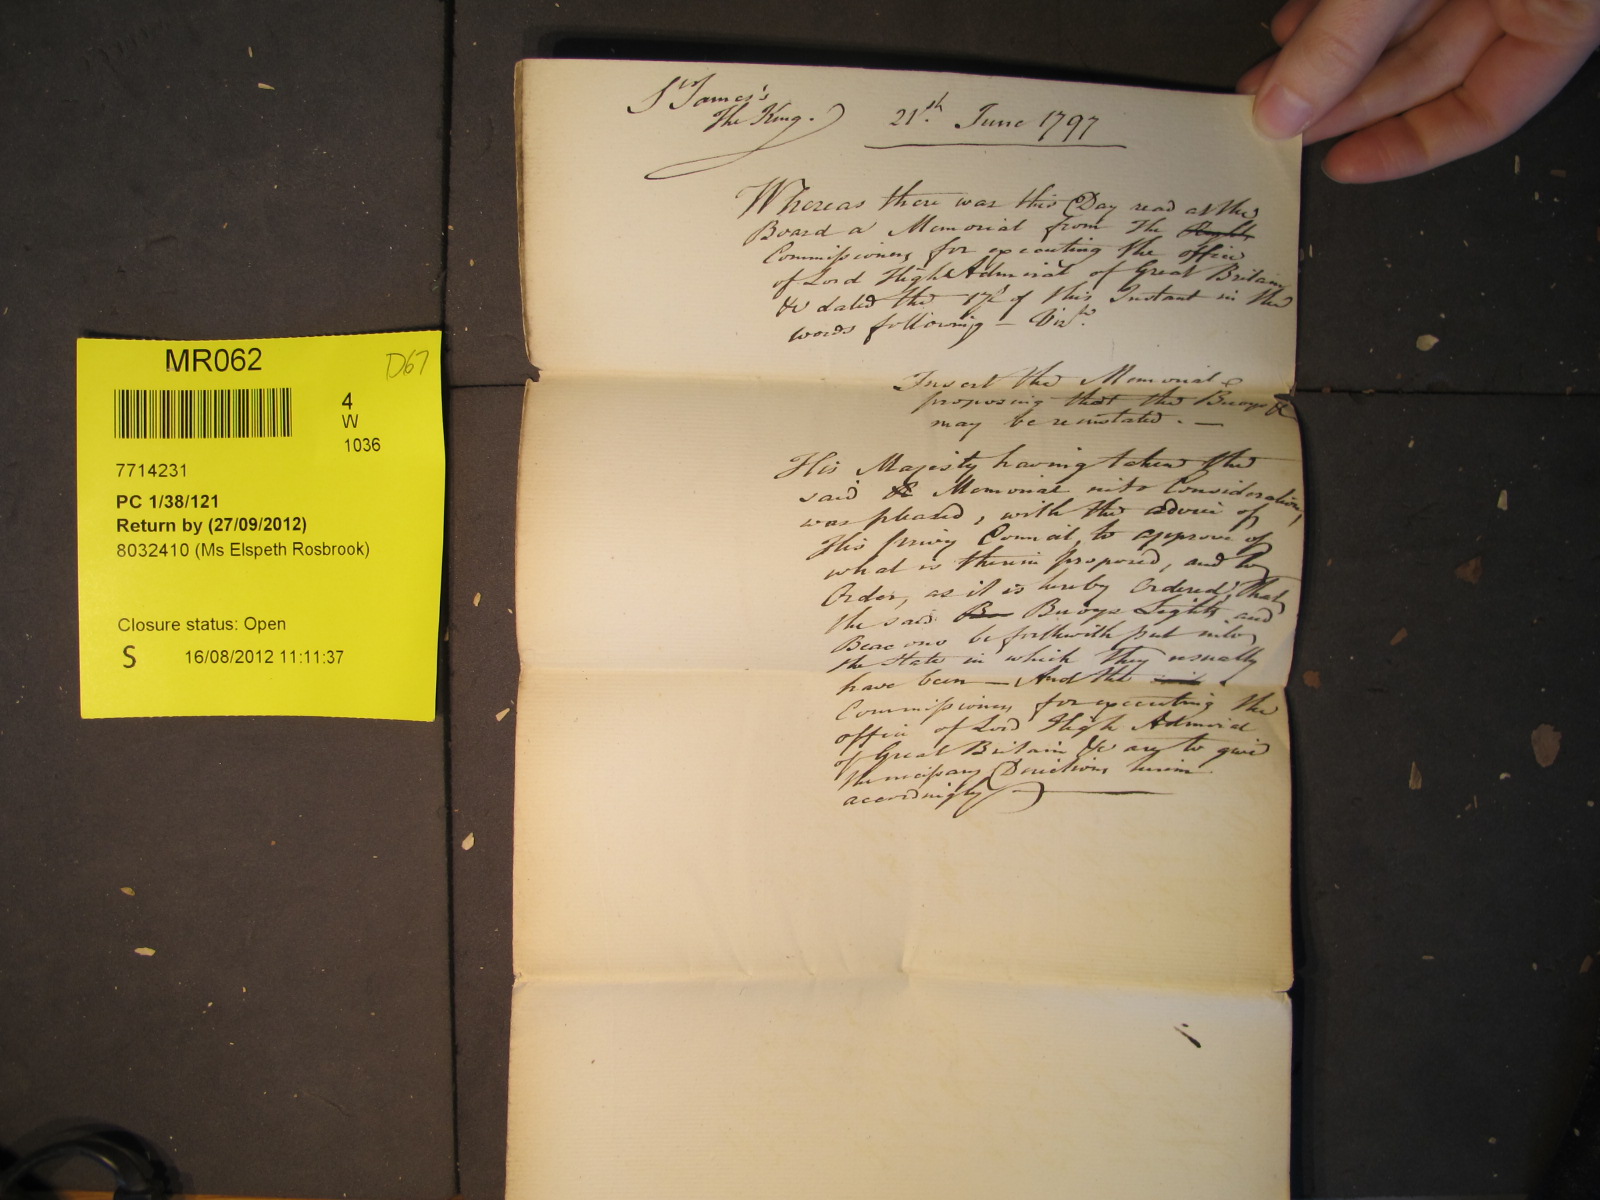 MR062
D67
4
W
1036
7714231
PC 1/38/121
Return by (27/09/2012)
8032410 (Ms Elspeth Rosbrook)
Closure status: Open
S 16/08/2012 11:11:37
St James's
The King. 21st. June 1797
Whereas there was this Day read at the
Board a Memorial from The Right
Commissioners for executing the office
of Lord High Admiral of Great Britain
&c dated the 17th of this Instant in the
words following — Vizt.
Insert the Memorial
proposing that the Buoys &c
may be reinstated. —
His Majesty having taken the
said Memorial into Consideration,
was pleased, with the advice of
His Privy Council, to approve of
what is therein proposed, and to
Order, as it is hereby Ordered, That
the said B Buoys Lights and
Beacons be forthwith put into
the State in which they usually
have been — And the said
Commissioners for executing the
office of Lord High Admiral
of Great Britain &c are to give
the necessary Directions herein
accordingly